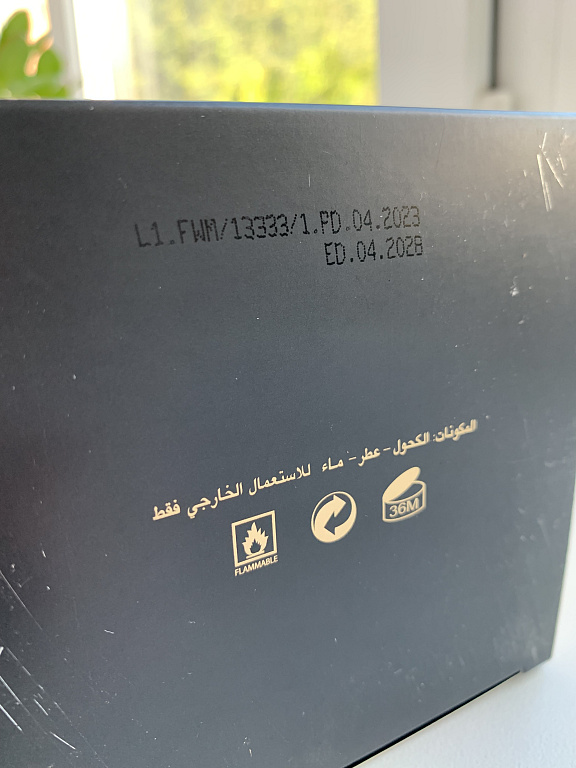 L1.FWM/13333/1.PD.04.2023
ED.04.2028
المكونات: الكحول - عطر - ماء للاستعمال الخارجي فقط
36M
FLAMMABLE